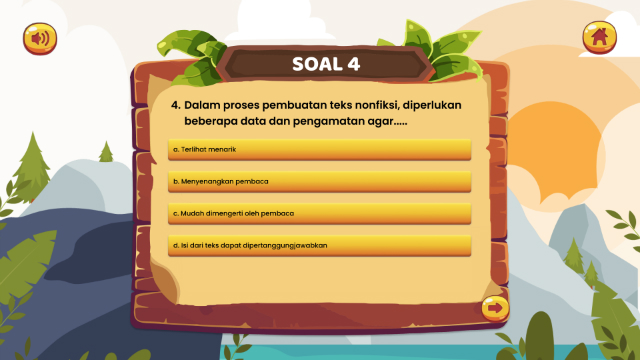 SOAL 4
4. Dalam proses pembuatan teks nonfiksi, diperlukan
beberapa data dan pengamatan agar.....
a. Terlihat menarik
b. Menyenangkan pembaca
c. Mudah dimengerti oleh pembaca
d. Isi dari teks dapat dipertanggungjawabkan